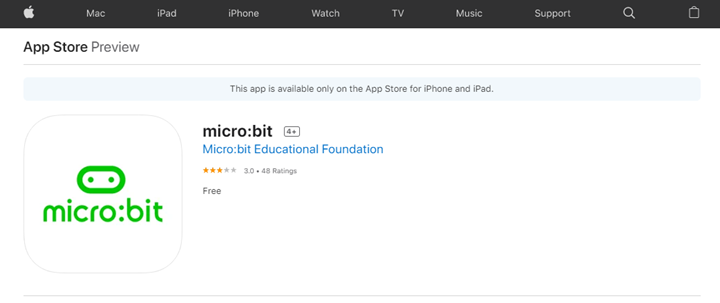 Mac iPad iPhone Watch TV Music Support
App Store Preview
This app is available only on the App Store for iPhone and iPad.
micro:bit 4+
Micro:bit Educational Foundation
3.0 • 48 Ratings
Free
micro:bit